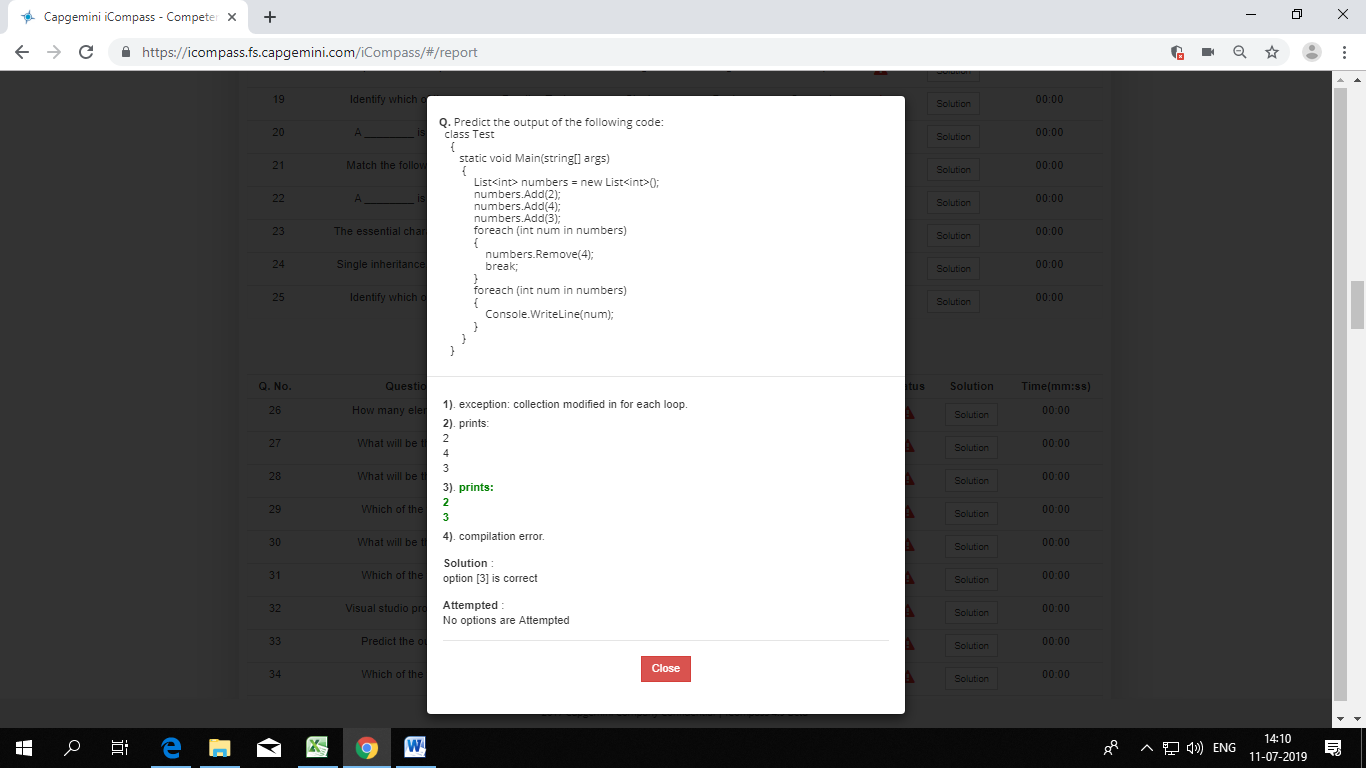 Capgemini iCompass - Competer
https://icompass.fs.capgemini.com/iCompass/#/report
19 Identify which o Solution 00:00
20 A ________ is Solution 00:00
21 Match the follow Solution 00:00
22 A ________ is Solution 00:00
23 The essential char Solution 00:00
24 Single inheritance Solution 00:00
25 Identify which o Solution 00:00
Q. No. Questio tus Solution Time(mm:ss)
26 How many eler Solution 00:00
27 What will be t Solution 00:00
28 What will be t Solution 00:00
29 Which of the Solution 00:00
30 What will be t Solution 00:00
31 Which of the Solution 00:00
32 Visual studio pro Solution 00:00
33 Predict the o Solution 00:00
34 Which of the Solution 00:00
Q. Predict the output of the following code:
class Test
{
static void Main(string[] args)
{
List<int> numbers = new List<int>();
numbers.Add(2);
numbers.Add(4);
numbers.Add(3);
foreach (int num in numbers)
{
numbers.Remove(4);
break;
}
foreach (int num in numbers)
{
Console.WriteLine(num);
}
}
}
1). exception: collection modified in for each loop.
2). prints:
2
4
3
3). prints:
2
3
4). compilation error.
Solution :
option [3] is correct
Attempted :
No options are Attempted
Close
ENG
14:10
11-07-2019